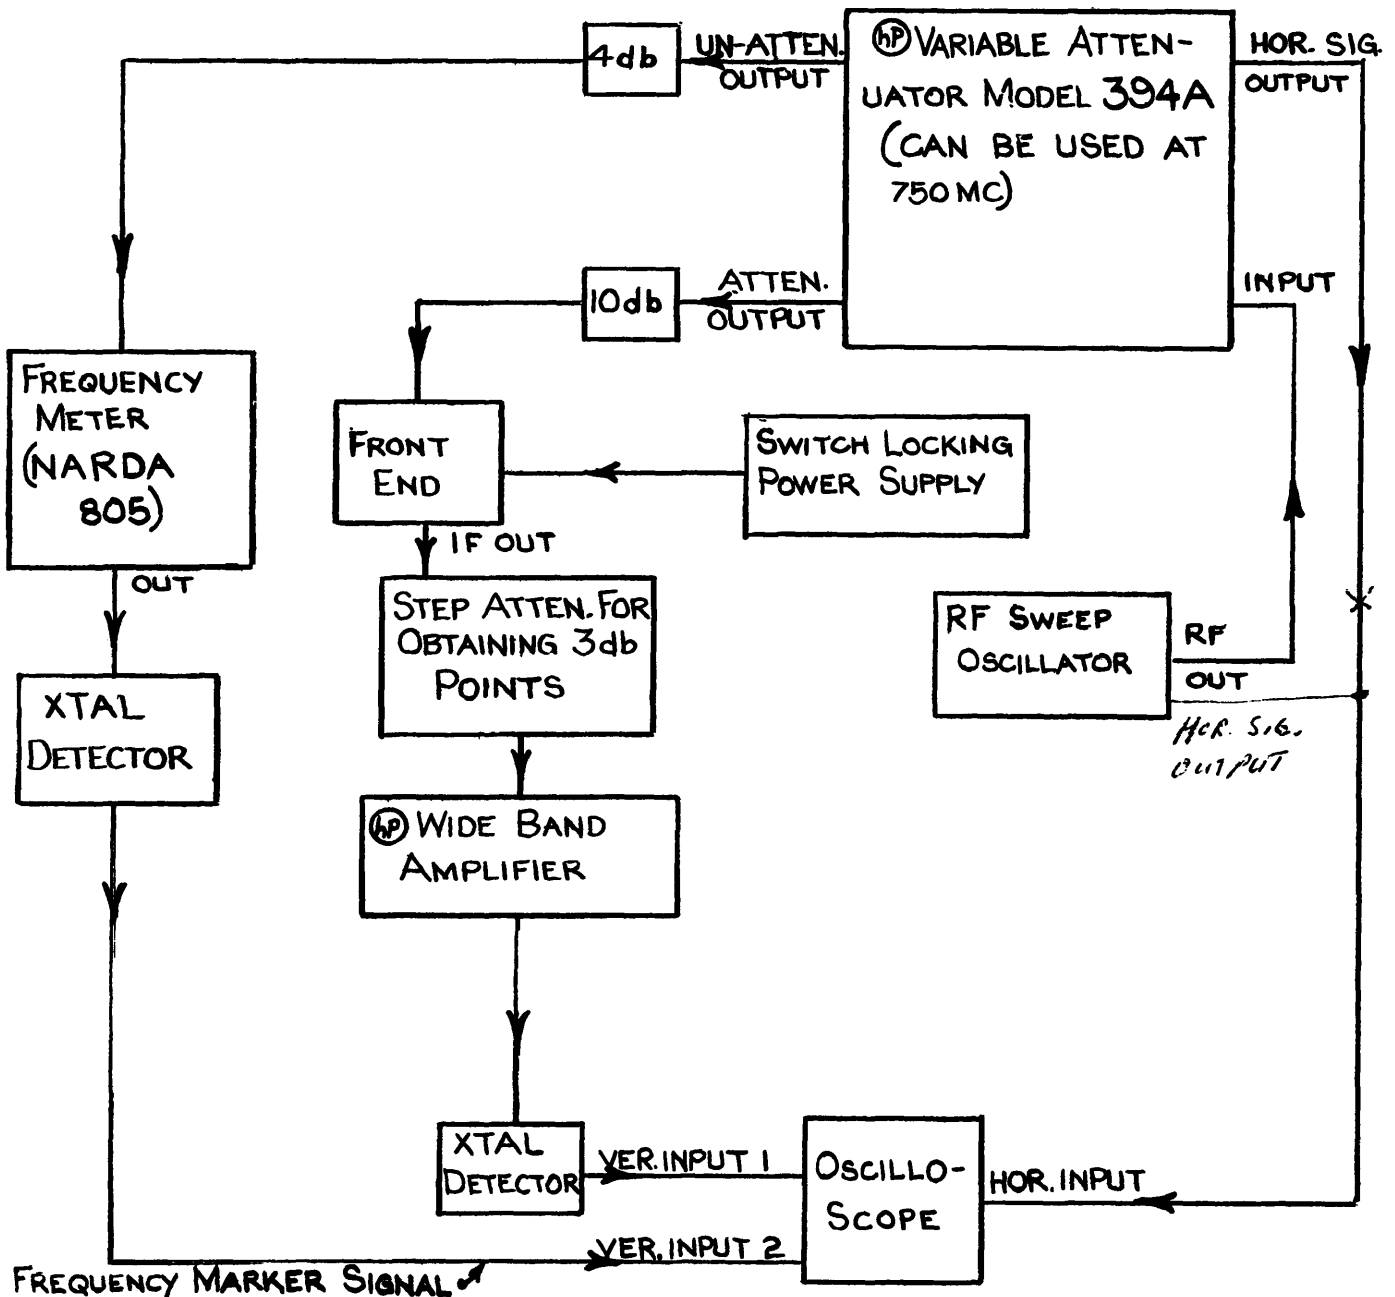 4db
UN-ATTEN.
OUTPUT
hp VARIABLE ATTEN-
UATOR MODEL 394A
(CAN BE USED AT
750 MC)
HOR. SIG.
OUTPUT
10db
ATTEN.
OUTPUT
INPUT
FREQUENCY
METER
(NARDA
805)
OUT
FRONT
END
SWITCH LOCKING
POWER SUPPLY
IF OUT
STEP ATTEN. FOR
OBTAINING 3db
POINTS
RF SWEEP
OSCILLATOR
RF
OUT
HOR. SIG.
OUTPUT
XTAL
DETECTOR
hp WIDE BAND
AMPLIFIER
XTAL
DETECTOR
VER. INPUT 1
OSCILLO-
SCOPE
HOR. INPUT
VER. INPUT 2
FREQUENCY MARKER SIGNAL